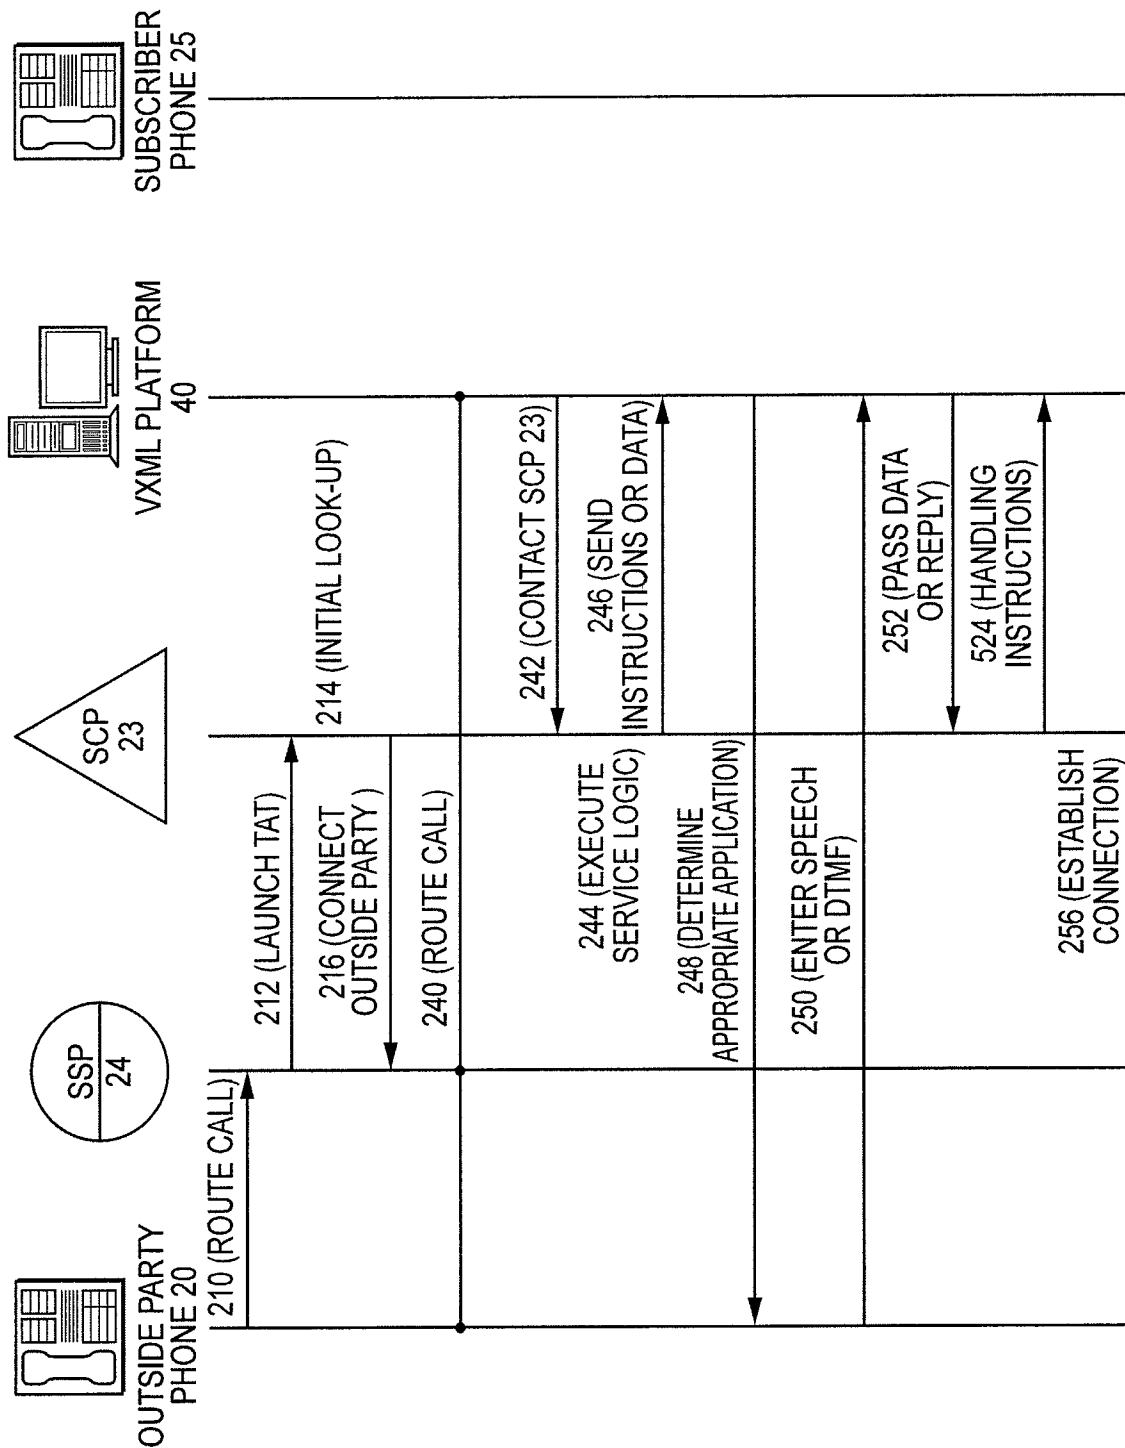 OUTSIDE PARTY
PHONE 20
SSP
24
SCP
23
VXML PLATFORM
40
SUBSCRIBER
PHONE 25
210 (ROUTE CALL)
212 (LAUNCH TAT)
214 (INITIAL LOOK-UP)
216 (CONNECT
OUTSIDE PARTY )
240 (ROUTE CALL)
242 (CONTACT SCP 23)
244 (EXECUTE
SERVICE LOGIC)
246 (SEND
INSTRUCTIONS OR DATA)
248 (DETERMINE
APPROPRIATE APPLICATION)
250 (ENTER SPEECH
OR DTMF)
252 (PASS DATA
OR REPLY)
524 (HANDLING
INSTRUCTIONS)
256 (ESTABLISH
CONNECTION)